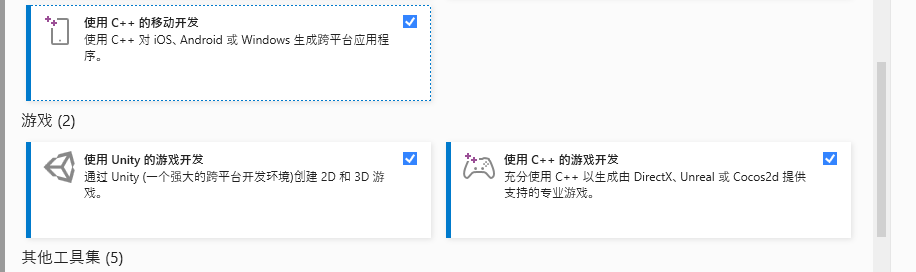 使用 C++ 的移动开发
使用 C++ 对 iOS、Android 或 Windows 生成跨平台应用程
序。
游戏 (2)
使用 Unity 的游戏开发
通过 Unity (一个强大的跨平台开发环境)创建 2D 和 3D 游
戏。
使用 C++ 的游戏开发
充分使用 C++ 以生成由 DirectX、Unreal 或 Cocos2d 提供
支持的专业游戏。
其他工具集 (5)